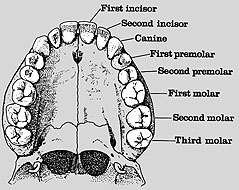 First incisor
Second incisor
Canine
First premolar
Second premolar
First molar
Second molar
Third molar